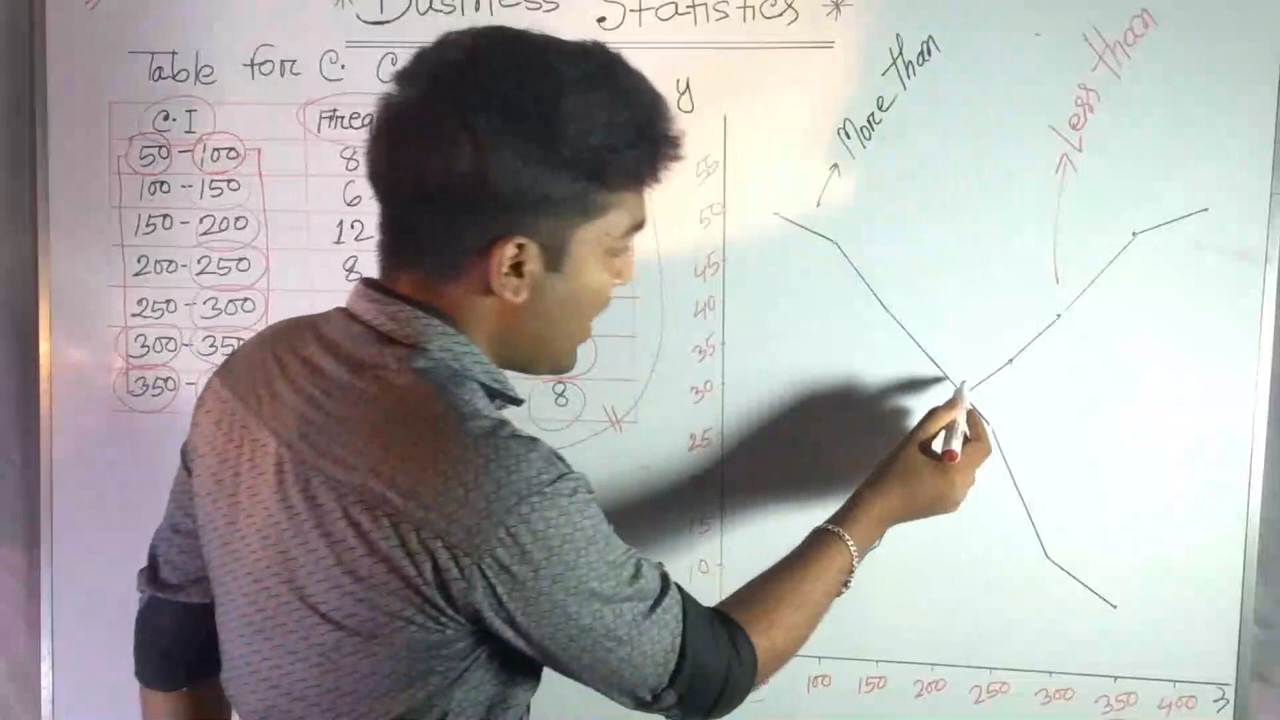 * Business Statistics *
Table for C. C
C.I Freq
50-100 8
100-150 6
150-200 12
200-250 8
250-300
300-350
350-
8
y
55
50
45
40
35
30
25
15
10
100 150 200 250 300 350 400
More than
Less than